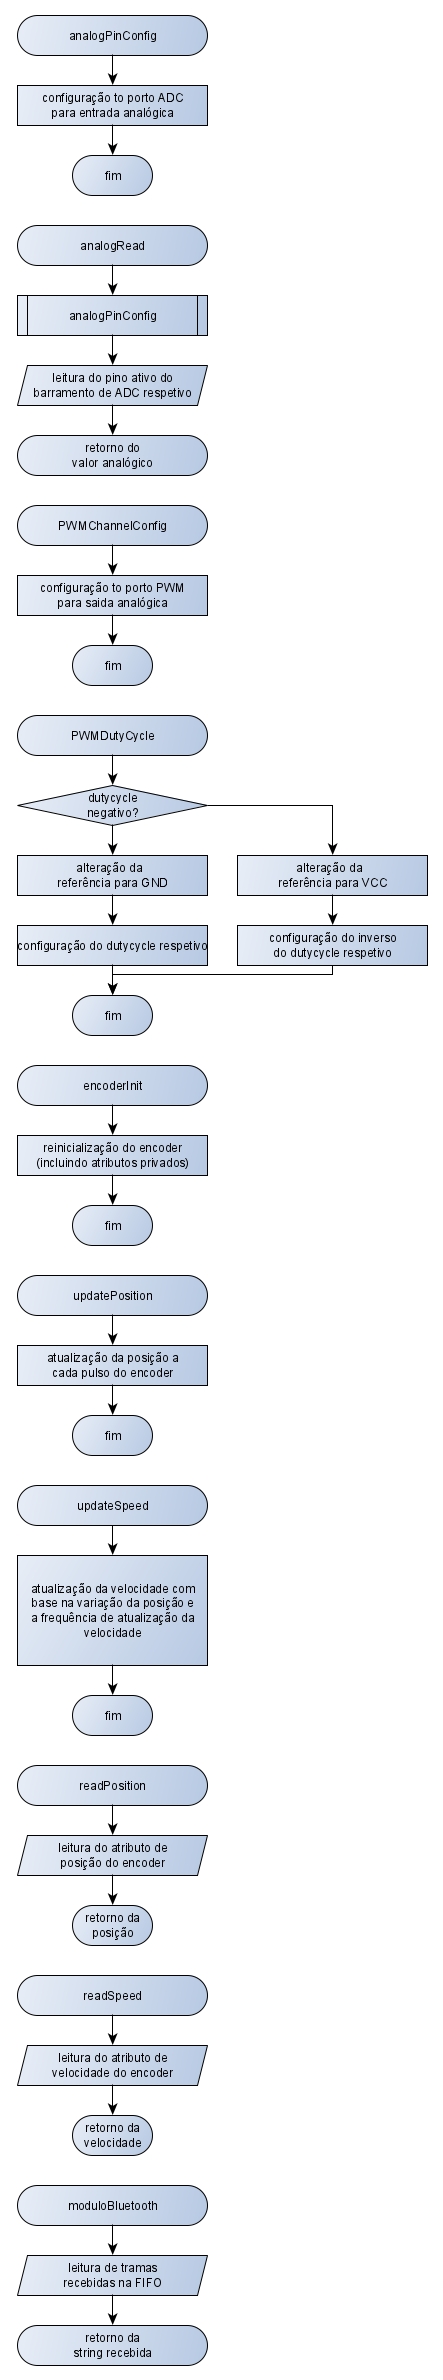 analogPinConfig
configuração to porto ADC
para entrada analógica
fim
analogRead
analogPinConfig
leitura do pino ativo do
barramento de ADC respetivo
retorno do
valor analógico
PWMChannelConfig
configuração to porto PWM
para saida analógica
fim
PWMDutyCycle
dutycycle
negativo?
alteração da
referência para GND
alteração da
referência para VCC
configuração do dutycycle respetivo
configuração do inverso
do dutycycle respetivo
fim
encoderInit
reinicialização do encoder
(incluindo atributos privados)
fim
updatePosition
atualização da posição a
cada pulso do encoder
fim
updateSpeed
atualização da velocidade com
base na variação da posição e
a frequência de atualização da
velocidade
fim
readPosition
leitura do atributo de
posição do encoder
retorno da
posição
readSpeed
leitura do atributo de
velocidade do encoder
retorno da
velocidade
moduloBluetooth
leitura de tramas
recebidas na FIFO
retorno da
string recebida